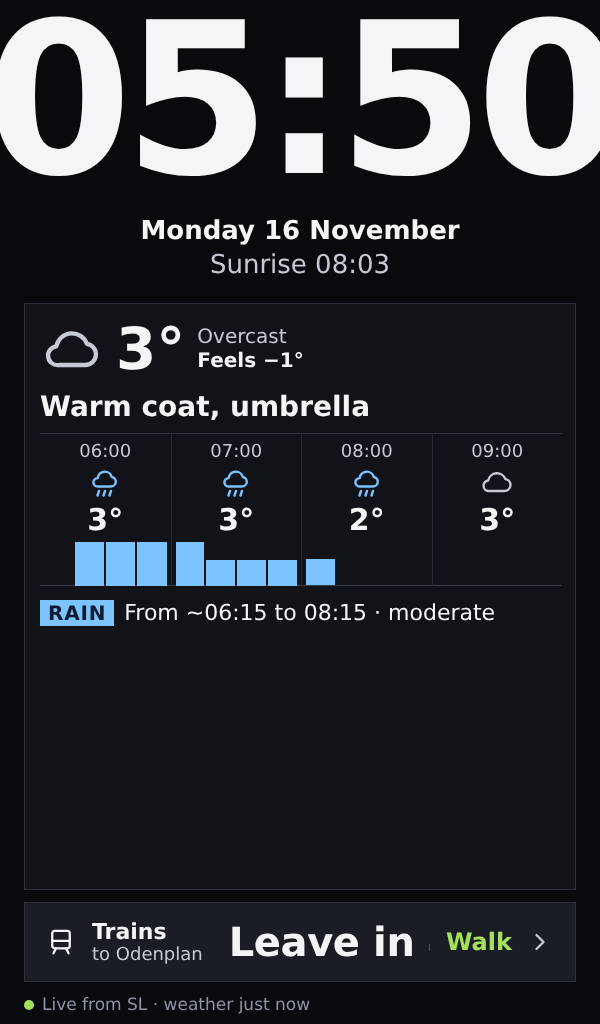 05:50
Monday 16 November
Sunrise 08:03
3° Overcast
Feels −1°
Warm coat, umbrella
06:00 07:00 08:00 09:00
3° 3° 2° 3°
RAIN From ~06:15 to 08:15 · moderate
Trains
to Odenplan
Leave in
Walk
Live from SL · weather just now